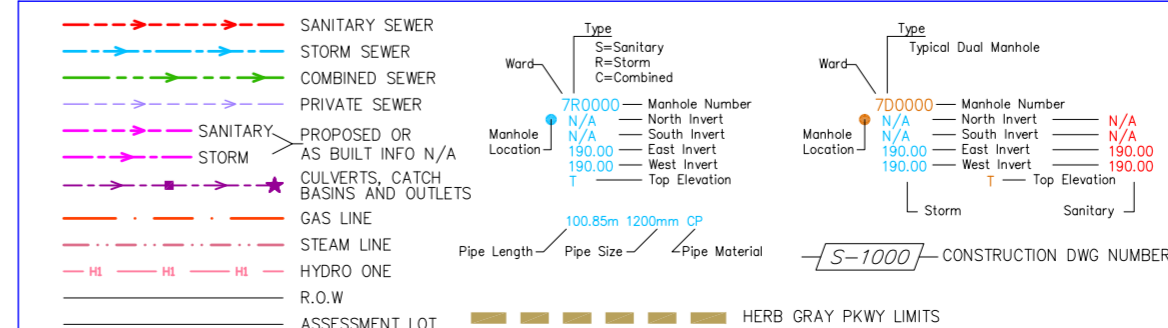 SANITARY SEWER
STORM SEWER
COMBINED SEWER
PRIVATE SEWER
SANITARY
STORM
PROPOSED OR
AS BUILT INFO N/A
CULVERTS, CATCH
BASINS AND OUTLETS
GAS LINE
STEAM LINE
H1 H1 H1 HYDRO ONE
R.O.W
ASSESSMENT LOT
Type
S=Sanitary
R=Storm
C=Combined
Ward
7R0000 Manhole Number
N/A North Invert
N/A South Invert
190.00 East Invert
190.00 West Invert
T Top Elevation
Manhole
Location
100.85m 1200mm CP
Pipe Length Pipe Size Pipe Material
Type
Typical Dual Manhole
Ward
7D0000 Manhole Number
N/A North Invert N/A
N/A South Invert N/A
190.00 East Invert 190.00
190.00 West Invert 190.00
T Top Elevation
Manhole
Location
Storm Sanitary
S-1000 CONSTRUCTION DWG NUMBER
HERB GRAY PKWY LIMITS